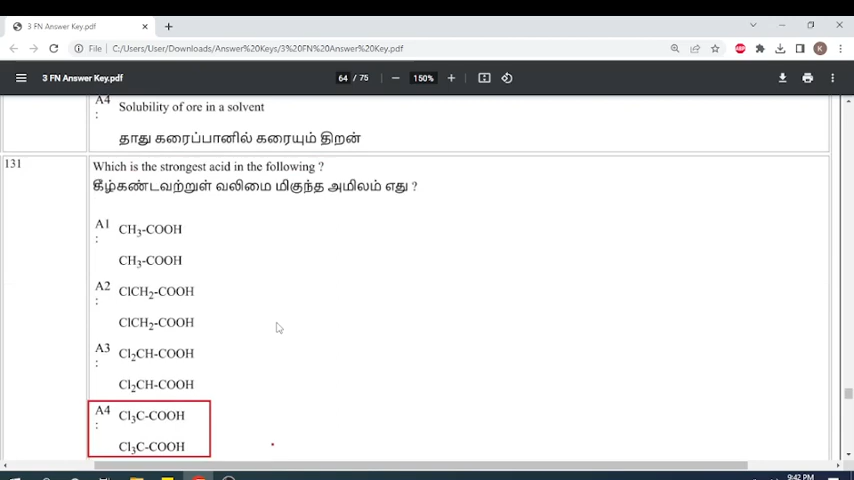 3 FN Answer Key.pdf
File C:/Users/User/Downloads/Answer%20Keys/3%20FN%20Answer%20Key.pdf
ABP
K
3 FN Answer Key.pdf
64 / 75
150%
A4 :
Solubility of ore in a solvent
தாது கரைப்பானில் கரையும் திறன்
131
Which is the strongest acid in the following ?
கீழ்கண்டவற்றுள் வலிமை மிகுந்த அமிலம் எது ?
A1 :
CH₃-COOH
CH₃-COOH
A2 :
ClCH₂-COOH
ClCH₂-COOH
A3 :
Cl₂CH-COOH
Cl₂CH-COOH
A4 :
Cl₃C-COOH
Cl₃C-COOH
9:42 PM